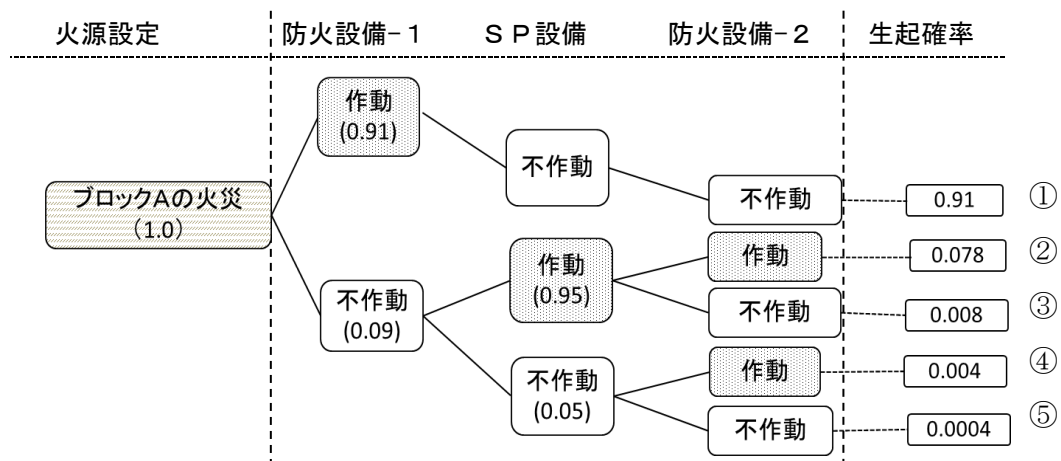 火源設定 防火設備-1 ＳＰ設備 防火設備-2 生起確率
作動
(0.91)
不作動
ブロックAの火災
（1.0）
不作動
0.91 ①
作動
(0.95)
作動
0.078 ②
不作動
(0.09)
不作動
0.008 ③
不作動
(0.05)
作動
0.004 ④
不作動
0.0004 ⑤